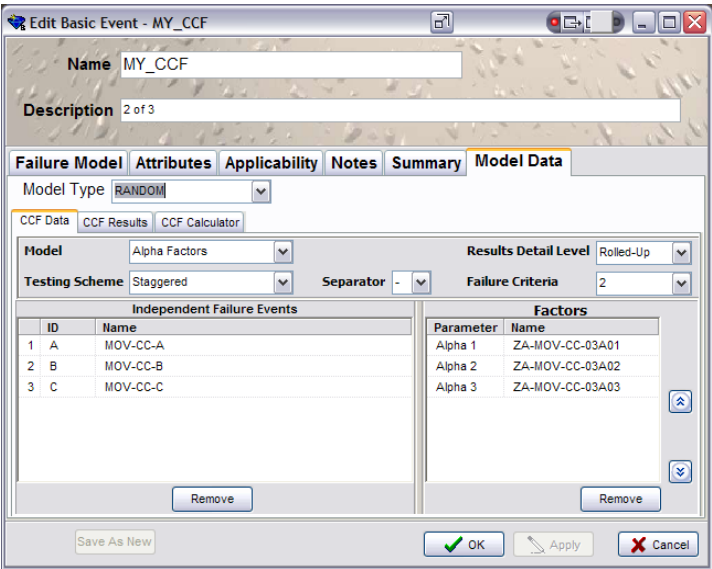 Edit Basic Event - MY_CCF
Name MY_CCF
Description 2 of 3
Failure Model Attributes Applicability Notes Summary Model Data
Model Type RANDOM
CCF Data CCF Results CCF Calculator
Model Alpha Factors Results Detail Level Rolled-Up
Testing Scheme Staggered Separator - Failure Criteria 2
Independent Failure Events Factors
ID Name Parameter Name
1 A MOV-CC-A Alpha 1 ZA-MOV-CC-03A01
2 B MOV-CC-B Alpha 2 ZA-MOV-CC-03A02
3 C MOV-CC-C Alpha 3 ZA-MOV-CC-03A03
Remove Remove
Save As New OK Apply Cancel